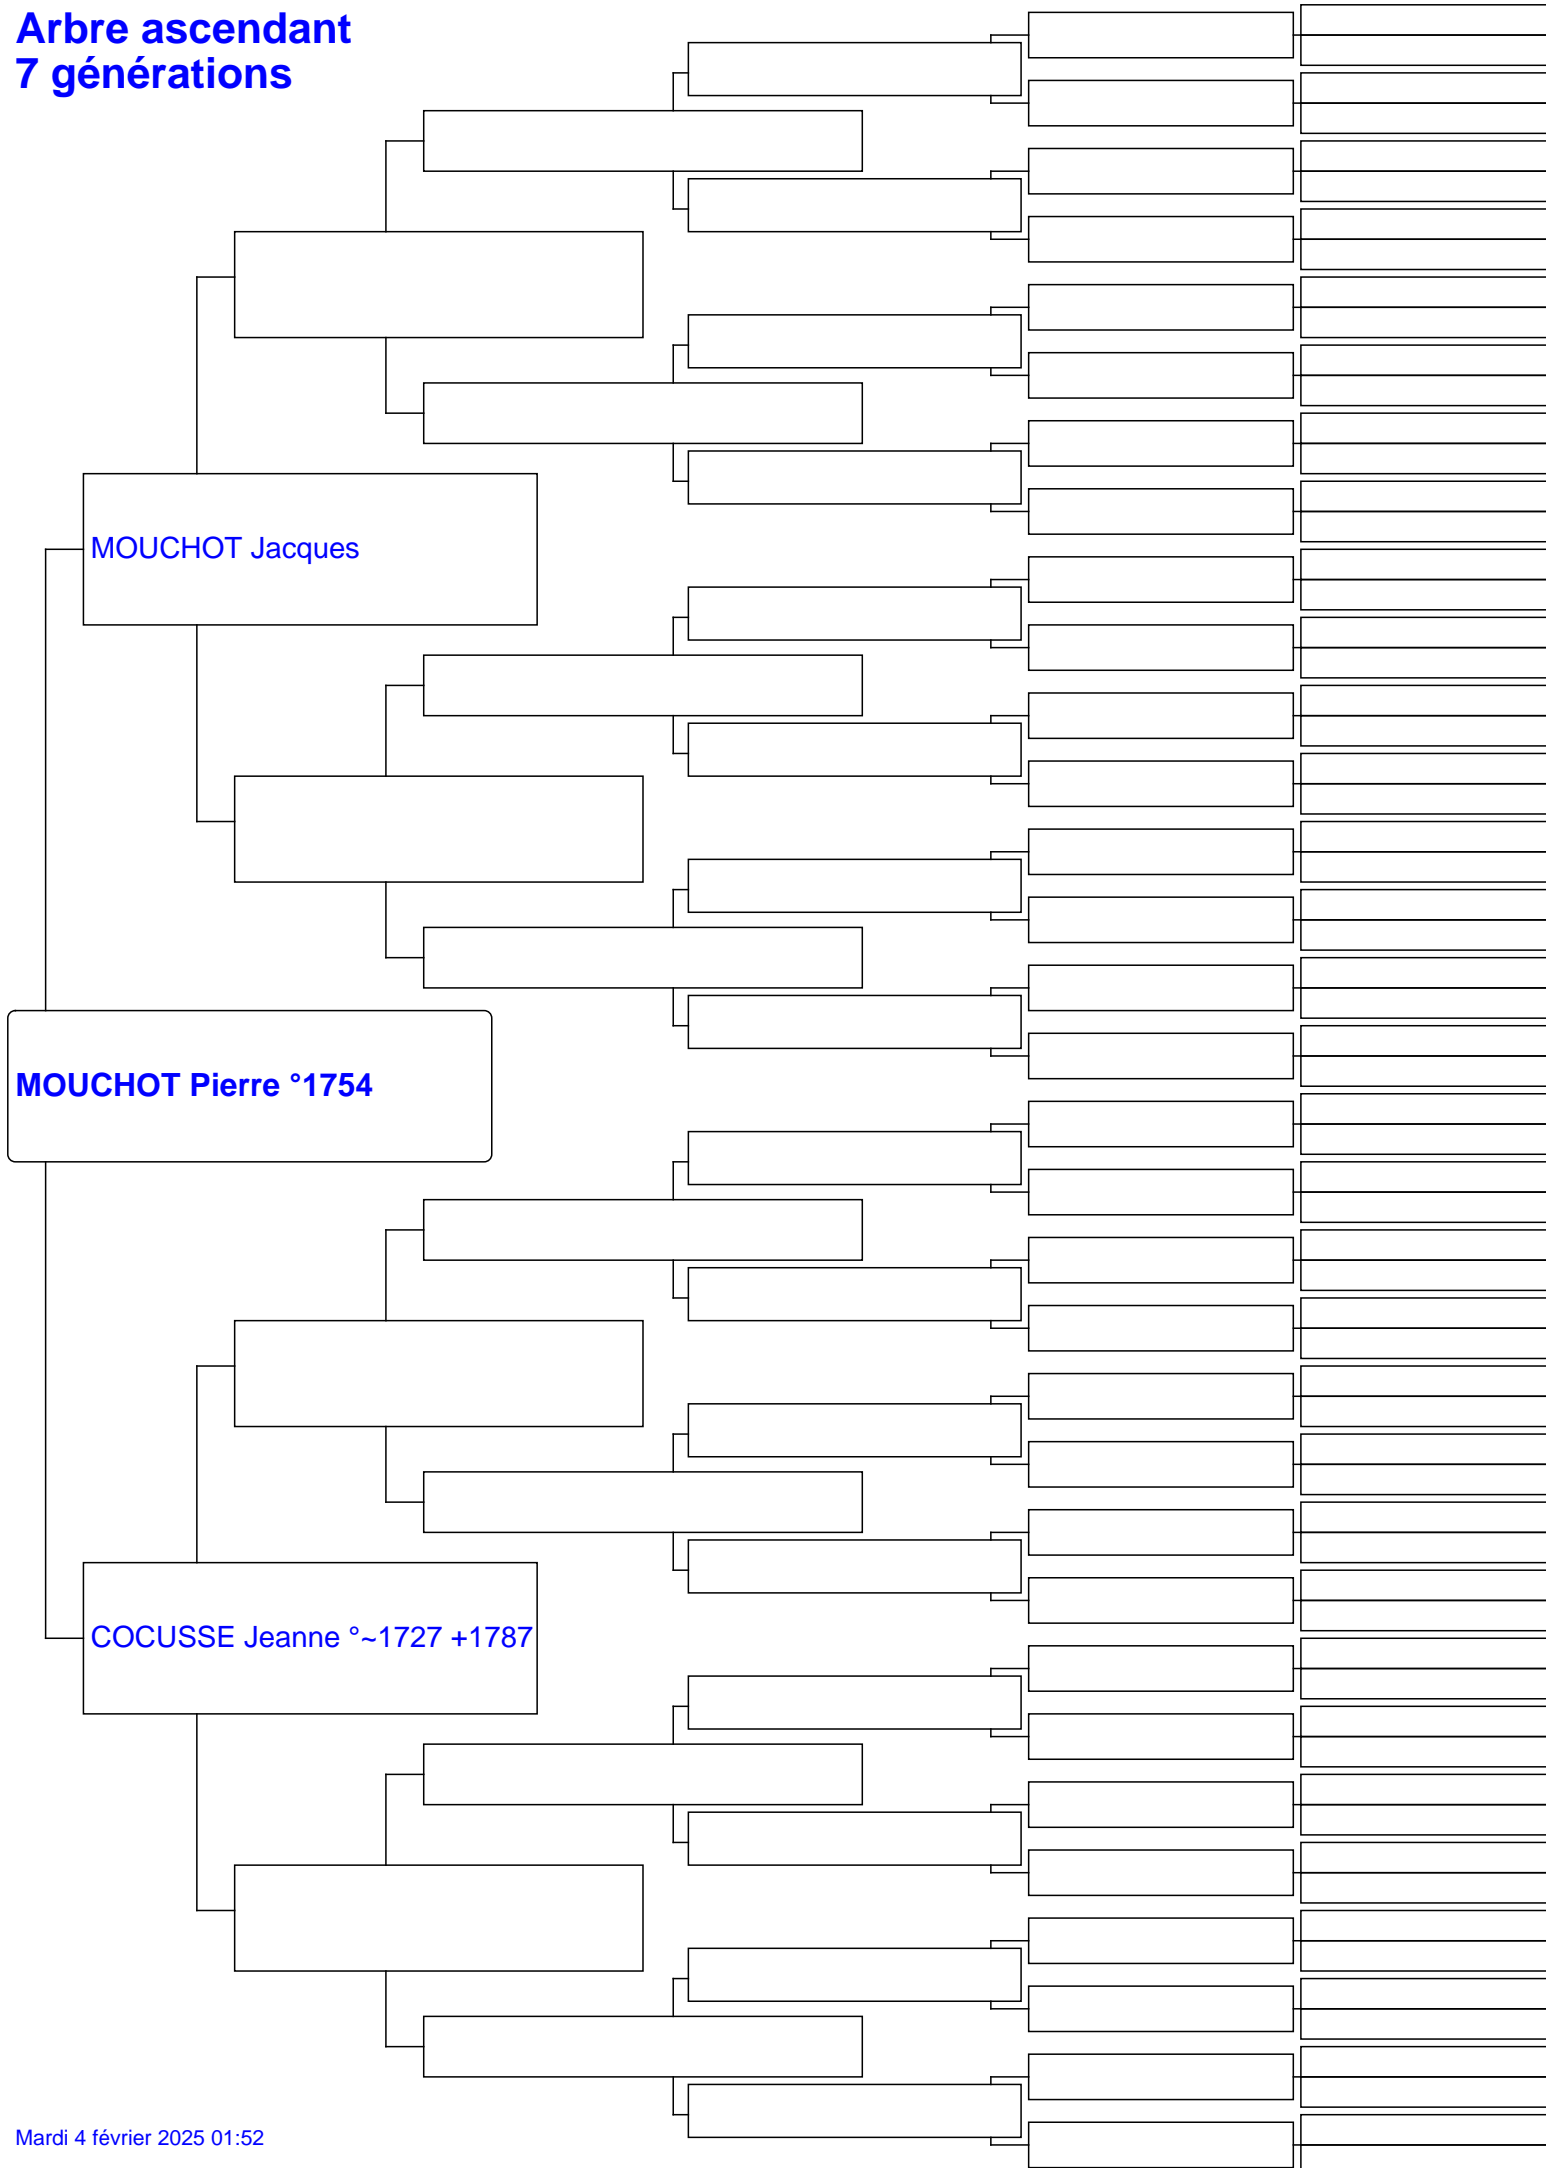 Arbre ascendant
7 générations
MOUCHOT Jacques
MOUCHOT Pierre °1754
COCUSSE Jeanne °~1727 +1787
Mardi 4 février 2025 01:52